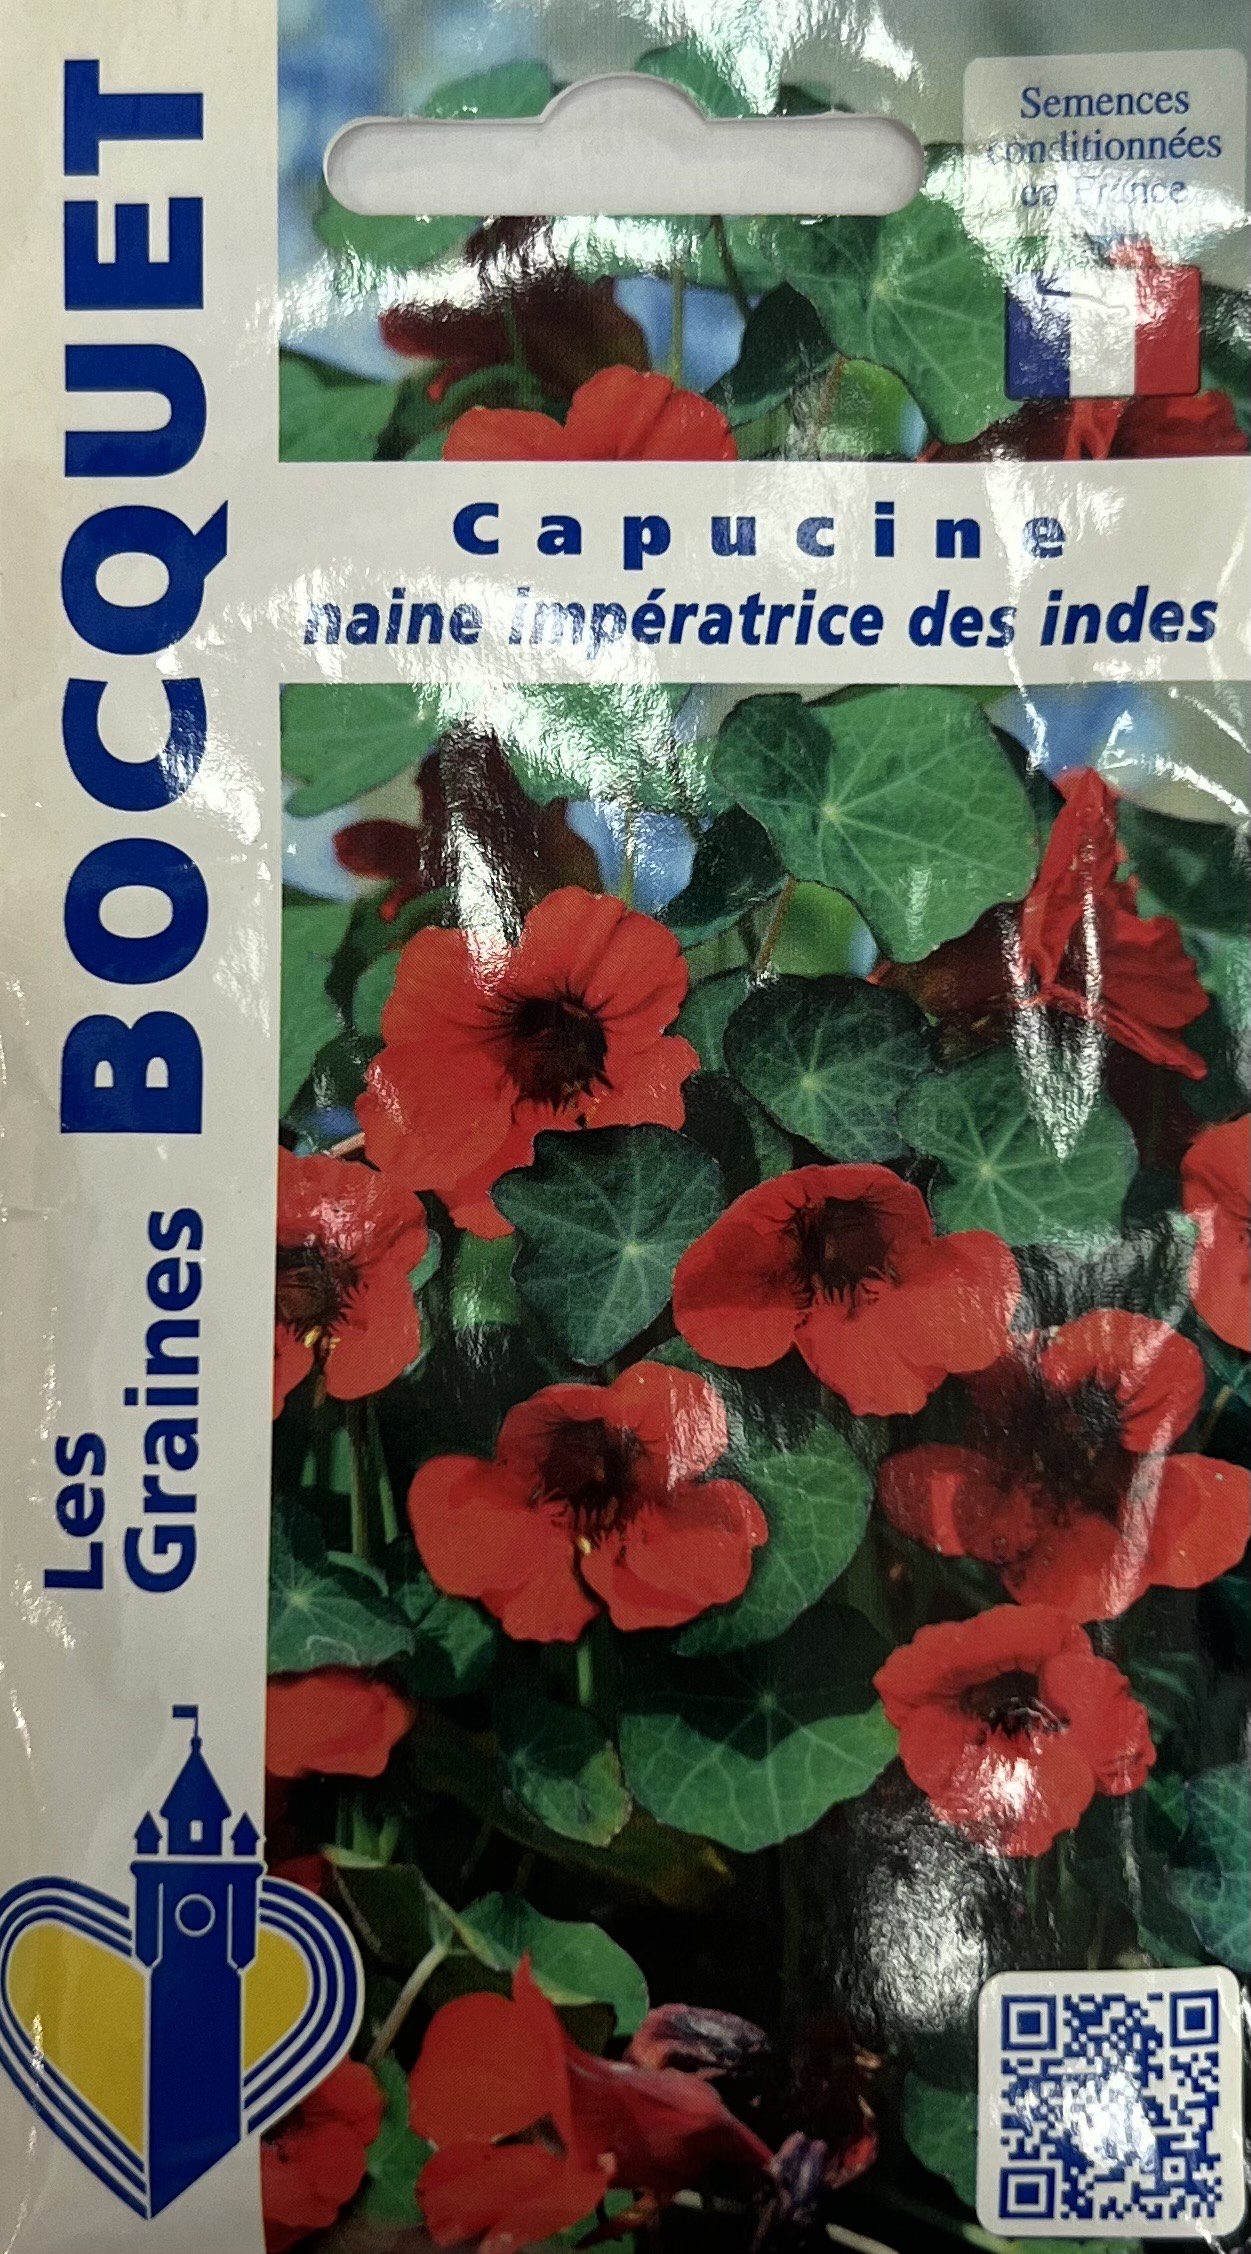 Semences
conditionnées
en France
Capucine
naine impératrice des indes
Les
Graines BOCQUET